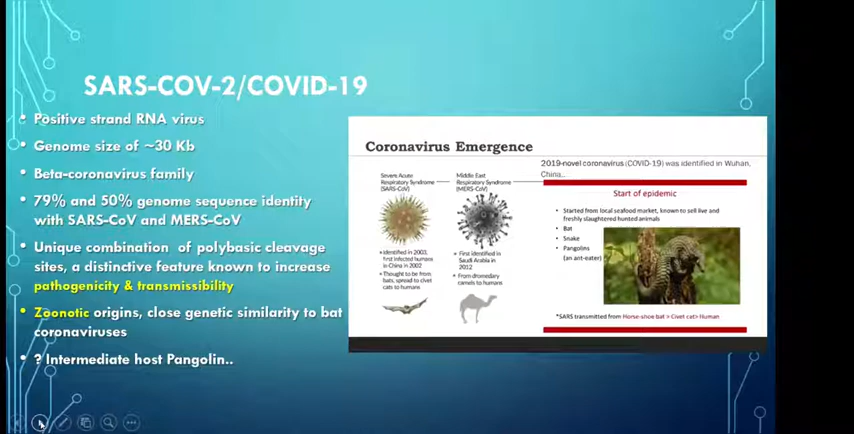 SARS-COV-2/COVID-19
• Positive strand RNA virus
• Genome size of ~30 Kb
• Beta-coronavirus family
• 79% and 50% genome sequence identity
with SARS-CoV and MERS-CoV
• Unique combination of polybasic cleavage
sites, a distinctive feature known to increase
pathogenicity & transmissibility
• Zoonotic origins, close genetic similarity to bat
coronaviruses
• ? Intermediate host Pangolin..
Coronavirus Emergence
Severe Acute
Respiratory Syndrome
(SARS-CoV)
• Identified in 2003,
first infected humans
in China in 2002
• Thought to be from
bats, spread to civet
cats to humans
Middle East
Respiratory Syndrome
(MERS-CoV)
• First identified in
Saudi Arabia in
2012
• From dromedary
camels to humans
2019-novel coronavirus (COVID-19) was identified in Wuhan,
China,..
Start of epidemic
• Started from local seafood market, known to sell live and
freshly slaughtered hunted animals
• Bat
• Snake
• Pangolins
(an ant-eater)
*SARS transmitted from Horse-shoe bat > Civet cat> Human